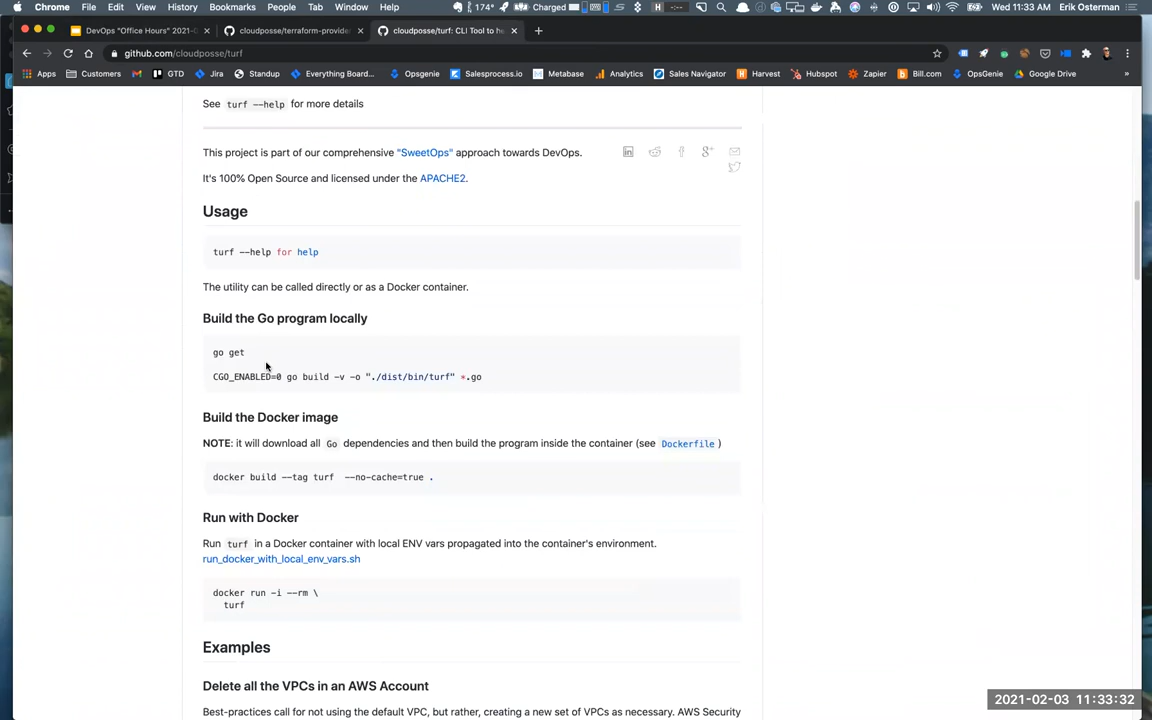 Chrome File Edit View History Bookmarks People Tab Window Help 174° Charged Wed 11:33 AM Erik Osterman
DevOps "Office Hours" 2021-0
cloudposse/terraform-provider
cloudposse/turf: CLI Tool to he
github.com/cloudposse/turf
Apps Customers GTD Jira Standup Everything Board... Opsgenie Salesprocess.io Metabase Analytics Sales Navigator Harvest Hubspot Zapier Bill.com OpsGenie Google Drive »
See turf --help for more details
This project is part of our comprehensive "SweetOps" approach towards DevOps.
It's 100% Open Source and licensed under the APACHE2.
Usage
turf --help for help
The utility can be called directly or as a Docker container.
Build the Go program locally
go get
CGO_ENABLED=0 go build -v -o "./dist/bin/turf" *.go
Build the Docker image
NOTE: it will download all Go dependencies and then build the program inside the container (see Dockerfile )
docker build --tag turf --no-cache=true .
Run with Docker
Run turf in a Docker container with local ENV vars propagated into the container's environment.
run_docker_with_local_env_vars.sh
docker run -i --rm \
turf
Examples
Delete all the VPCs in an AWS Account
Best-practices call for not using the default VPC, but rather, creating a new set of VPCs as necessary. AWS Security
2021-02-03 11:33:32